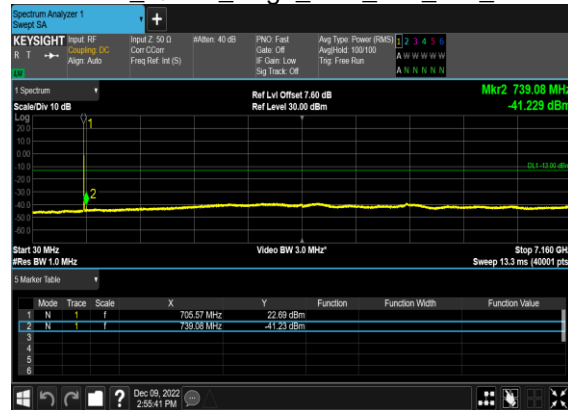 Spectrum Analyzer 1
Swept SA
+
KEYSIGHT Input: RF Input Z: 50 Ω #Atten: 40 dB PNO: Fast Avg Type: Power (RMS) 1 2 3 4 5 6
R T Coupling: DC Corr CCorr Gate: Off Avg|Hold: 100/100 A W W W W W
Align: Auto Freq Ref: Int (S) IF Gain: Low Trig: Free Run
LW Sig Track: Off A N N N N N
1 Spectrum Ref Lvl Offset 7.60 dB Mkr2 739.08 MHz
Scale/Div 10 dB Ref Level 30.00 dBm -41.229 dBm
Log
1
20.0
10.0
0.00
-10.0
DL1 -13.00 dBm
-20.0
-30.0
2
-40.0
-50.0
-60.0
Start 30 MHz Video BW 3.0 MHz* Stop 7.160 GHz
#Res BW 1.0 MHz Sweep 13.3 ms (40001 pts)
5 Marker Table
Mode Trace Scale X Y Function Function Width Function Value
1 N 1 f 705.57 MHz 22.69 dBm
2 N 1 f 739.08 MHz -41.23 dBm
3
4
5
6
? Dec 09, 2022
2:55:41 PM